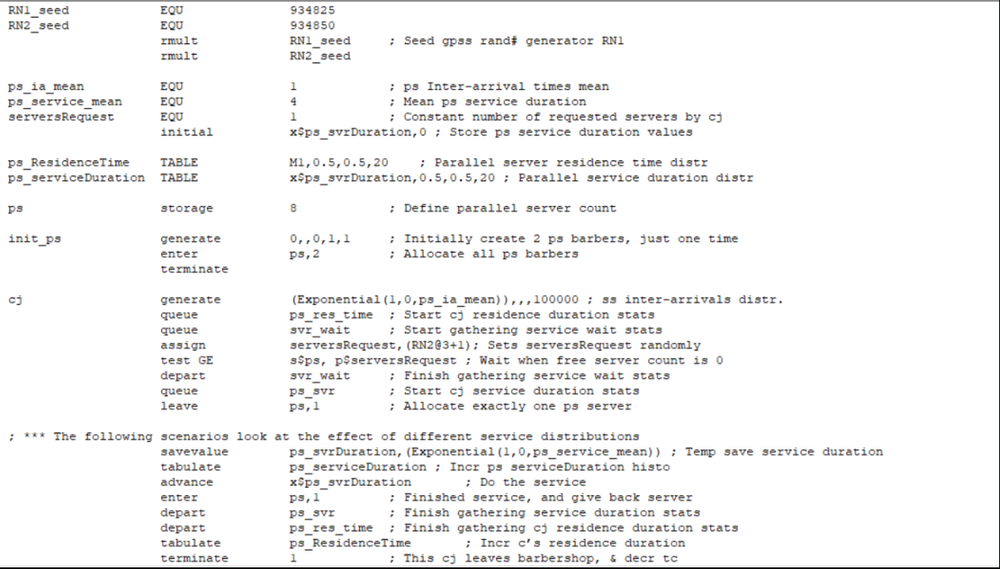 RN1_seed EQU 934825
RN2_seed EQU 934850
rmult RN1_seed ; Seed gpss rand# generator RN1
rmult RN2_seed
ps_ia_mean EQU 1 ; ps Inter-arrival times mean
ps_service_mean EQU 4 ; Mean ps service duration
serversRequest EQU 1 ; Constant number of requested servers by cj
initial x$ps_svrDuration,0 ; Store ps service duration values
ps_ResidenceTime TABLE M1,0.5,0.5,20 ; Parallel server residence time distr
ps_serviceDuration TABLE x$ps_svrDuration,0.5,0.5,20 ; Parallel service duration distr
ps storage 8 ; Define parallel server count
init_ps generate 0,,0,1,1 ; Initially create 2 ps barbers, just one time
enter ps,2 ; Allocate all ps barbers
terminate
cj generate (Exponential(1,0,ps_ia_mean)),,,100000 ; ss inter-arrivals distr.
queue ps_res_time ; Start cj residence duration stats
queue svr_wait ; Start gathering service wait stats
assign serversRequest,(RN2@3+1); Sets serversRequest randomly
test GE s$ps, p$serversRequest ; Wait when free server count is 0
depart svr_wait ; Finish gathering service wait stats
queue ps_svr ; Start cj service duration stats
leave ps,1 ; Allocate exactly one ps server
; *** The following scenarios look at the effect of different service distributions
savevalue ps_svrDuration,(Exponential(1,0,ps_service_mean)) ; Temp save service duration
tabulate ps_serviceDuration ; Incr ps serviceDuration histo
advance x$ps_svrDuration ; Do the service
enter ps,1 ; Finished service, and give back server
depart ps_svr ; Finish gathering service duration stats
depart ps_res_time ; Finish gathering cj residence duration stats
tabulate ps_ResidenceTime ; Incr c's residence duration
terminate 1 ; This cj leaves barbershop, & decr tc